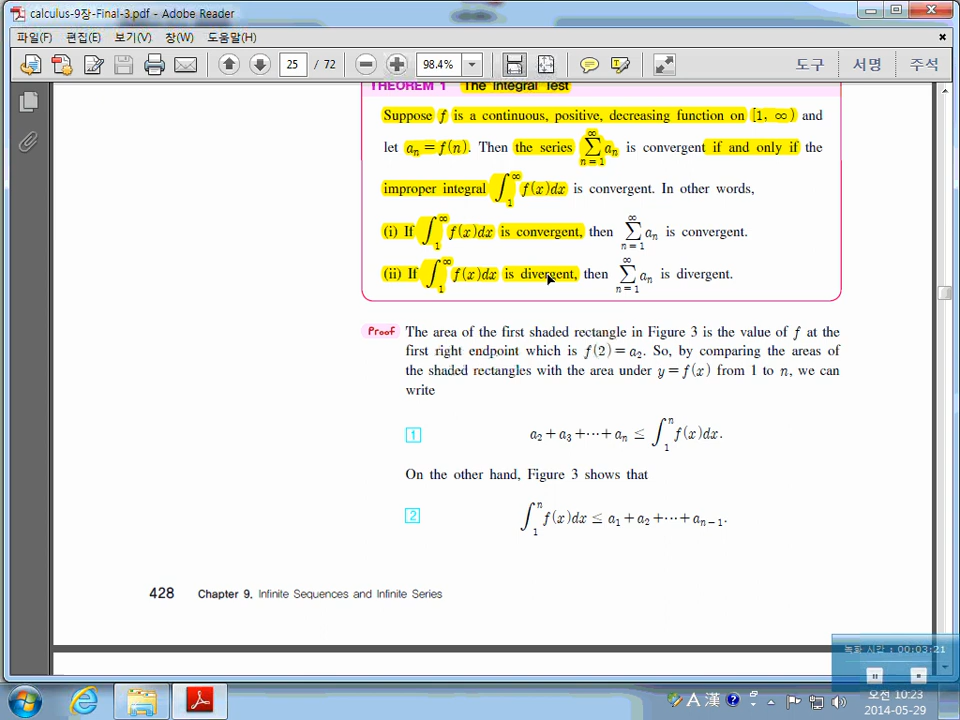 calculus-9장-Final-3.pdf - Adobe Reader
파일(F) 편집(E) 보기(V) 창(W) 도움말(H)
25 / 72 98.4% 도구 서명 주석
THEOREM 1 The Integral Test
Suppose f is a continuous, positive, decreasing function on [1, ∞) and
let aₙ = f(n). Then the series ∑_{n=1}^{∞} aₙ is convergent if and only if the
improper integral ∫_1^∞ f(x)dx is convergent. In other words,
(i) If ∫_1^∞ f(x)dx is convergent, then ∑_{n=1}^{∞} aₙ is convergent.
(ii) If ∫_1^∞ f(x)dx is divergent, then ∑_{n=1}^{∞} aₙ is divergent.
Proof The area of the first shaded rectangle in Figure 3 is the value of f at the
first right endpoint which is f(2) = a₂. So, by comparing the areas of
the shaded rectangles with the area under y = f(x) from 1 to n, we can
write
1 a₂ + a₃ + ⋯ + aₙ ≤ ∫_1^n f(x)dx.
On the other hand, Figure 3 shows that
2 ∫_1^n f(x)dx ≤ a₁ + a₂ + ⋯ + aₙ₋₁.
428 Chapter 9. Infinite Sequences and Infinite Series
녹화 시간 : 00:03:21
A 漢 ?
오전 10:23
2014-05-29